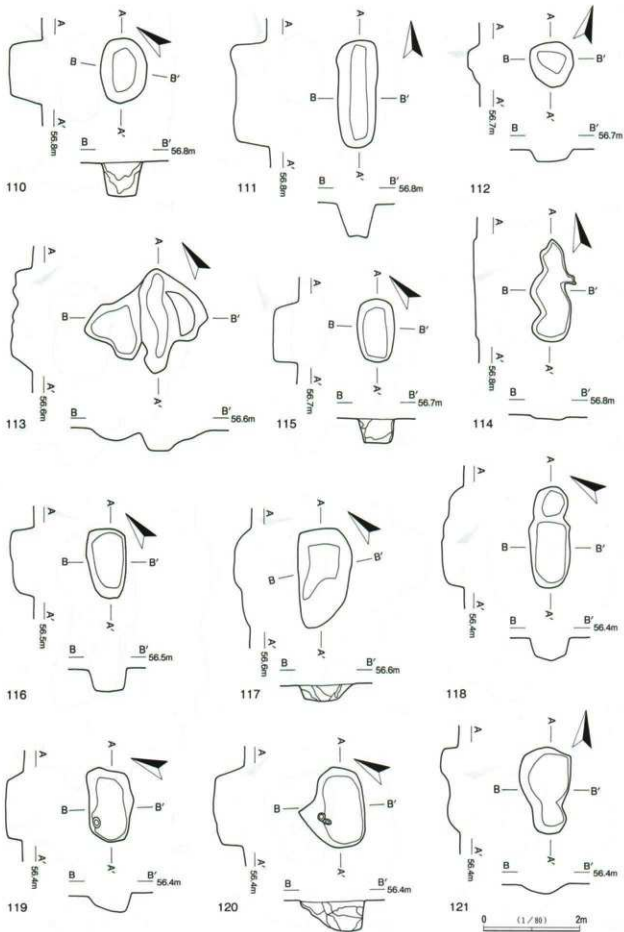 A
B B'
A'
A
A' 56.8m
B B' 56.8m
110
A
B B'
A'
A
A' 56.8m
B B' 56.8m
111
A
B B'
A'
A
A' 56.7m
B B' 56.7m
112
A
B B'
A'
A
A' 56.6m
B B' 56.6m
113
A
B B'
A'
A
A' 56.7m
B B' 56.7m
115
A
B B'
A'
A
A' 56.8m
B B' 56.8m
114
A
B B'
A'
A
A' 56.5m
B B' 56.5m
116
A
B B'
A'
A
A' 56.6m
B B' 56.6m
117
A
B B'
A'
A
A' 56.4m
B B' 56.4m
118
A
B B'
A'
A
A' 56.4m
B B' 56.4m
119
A
B B'
A'
A
A' 56.4m
B B' 56.4m
120
A
B B'
A'
A
A' 56.4m
B B' 56.4m
121
0 (1/80) 2m